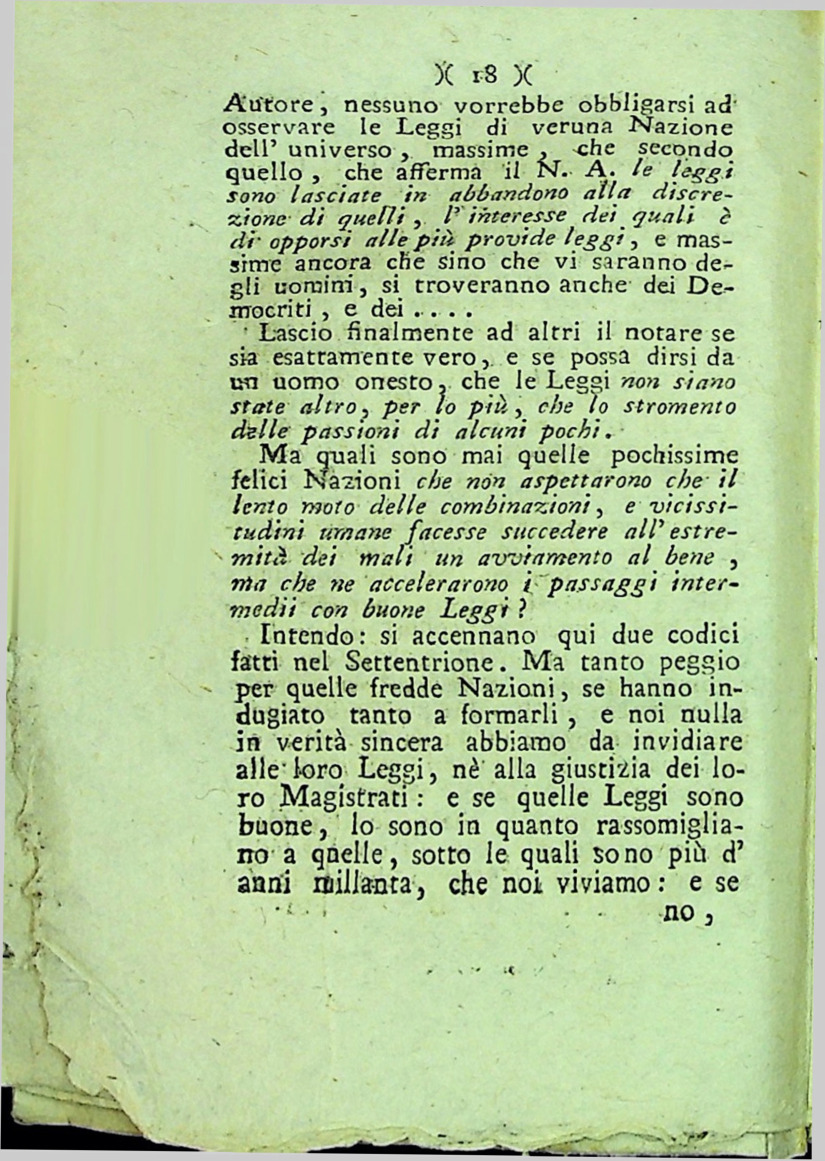 )( 18 )(
Autore, nessuno vorrebbe obbligarsi ad
osservare le Leggi di veruna Nazione
dell' universo, massime, che secondo
quello, che afferma il N. A. le leggi
sono lasciate in abbandono alla discre-
zione di quelli, l' interesse dei quali è
di opporsi alle più provide leggi, e mas-
sime ancora che sino che vi saranno de-
gli uomini, si troveranno anche dei De-
mocriti, e dei ....
Lascio finalmente ad altri il notare se
sia esattamente vero, e se possa dirsi da
un uomo onesto, che le Leggi non siano
state altro, per lo più, che lo stromento
delle passioni di alcuni pochi.
Ma quali sono mai quelle pochissime
felici Nazioni che non aspettarono che il
lento moto delle combinazioni, e vicissi-
tudini umane facesse succedere all' estre-
mità dei mali un avviamento al bene,
ma che ne accelerarono i passaggi inter-
medii con buone Leggi?
Intendo: si accennano qui due codici
fatti nel Settentrione. Ma tanto peggio
per quelle fredde Nazioni, se hanno in-
dugiato tanto a formarli, e noi nulla
in verità sincera abbiamo da invidiare
alle loro Leggi, nè alla giustizia dei lo-
ro Magistrati: e se quelle Leggi sono
buone, lo sono in quanto rassomiglia-
no a quelle, sotto le quali sono più d'
anni millanta, che noi viviamo: e se
no,